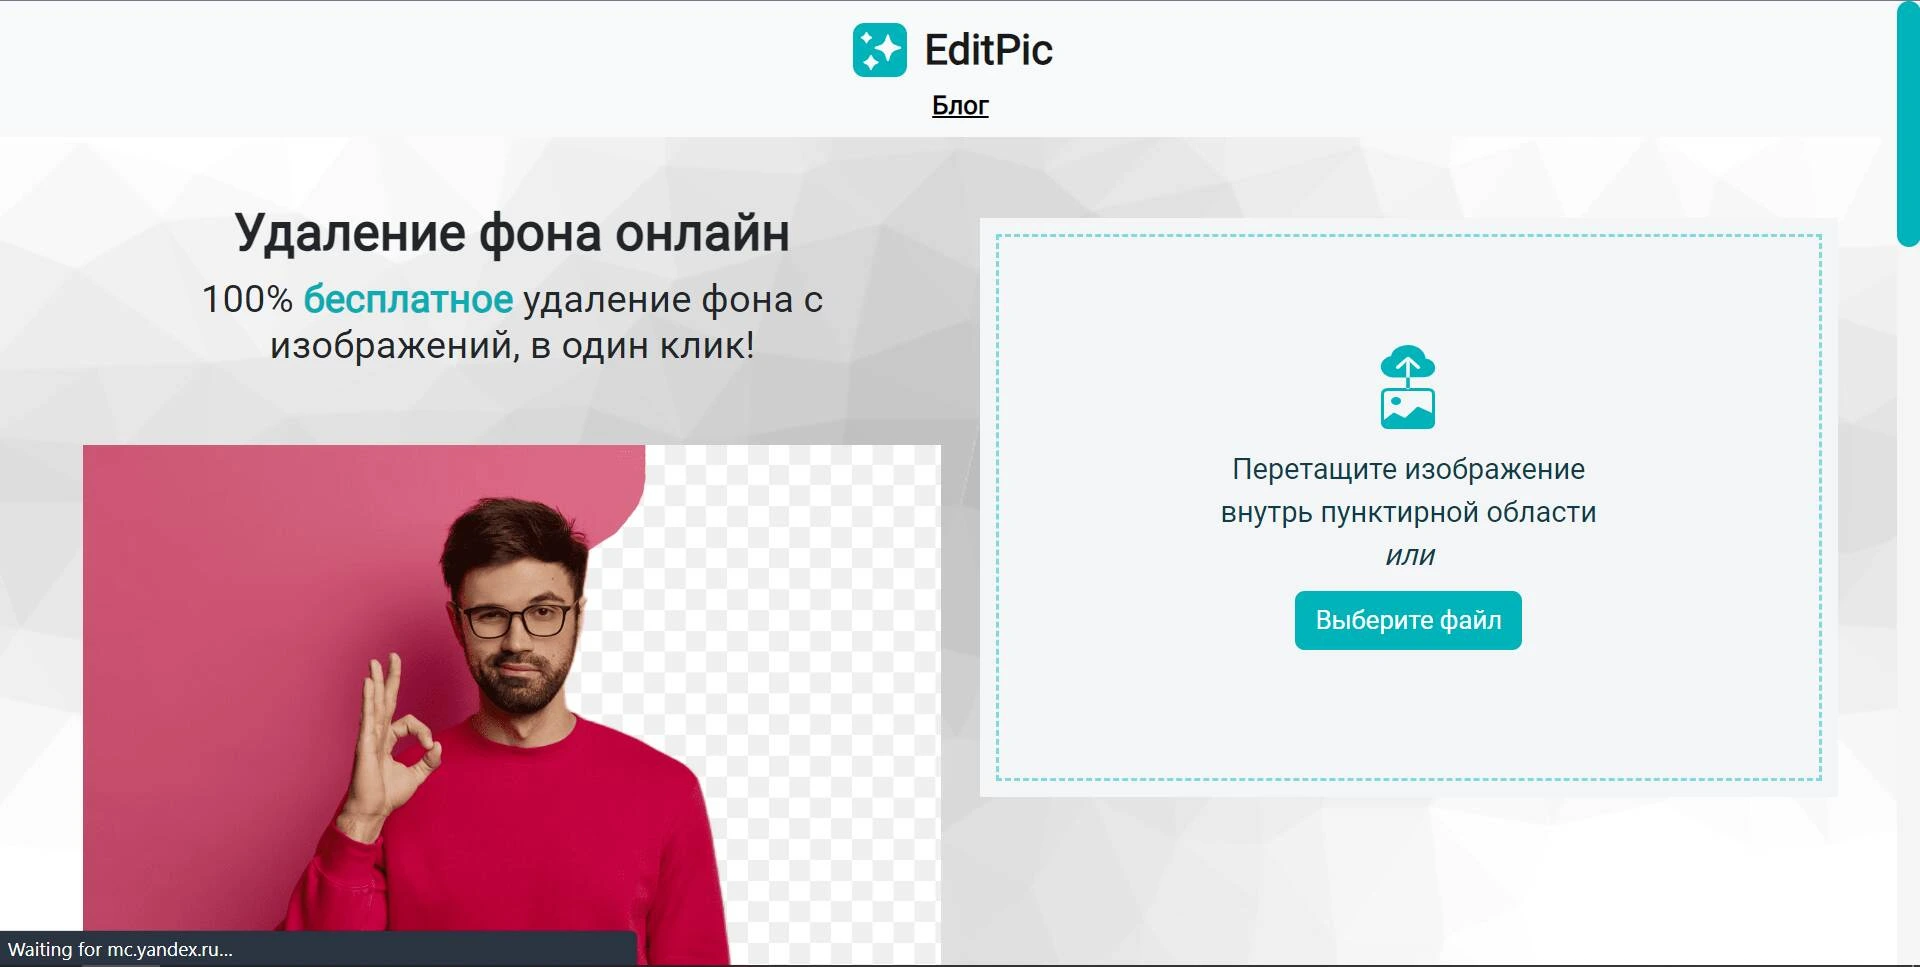 EditPic
Блог
Удаление фона онлайн
100% бесплатное удаление фона с
изображений, в один клик!
Перетащите изображение
внутрь пунктирной области
или
Выберите файл
Waiting for mc.yandex.ru...